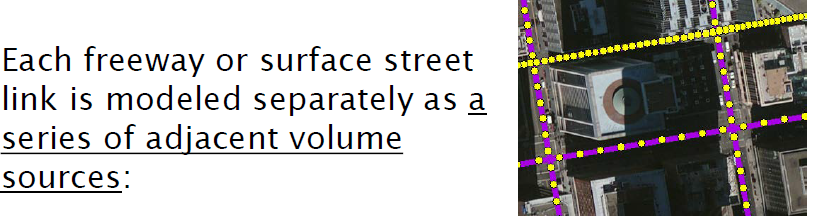 Each freeway or surface street
link is modeled separately as a
series of adjacent volume
sources: